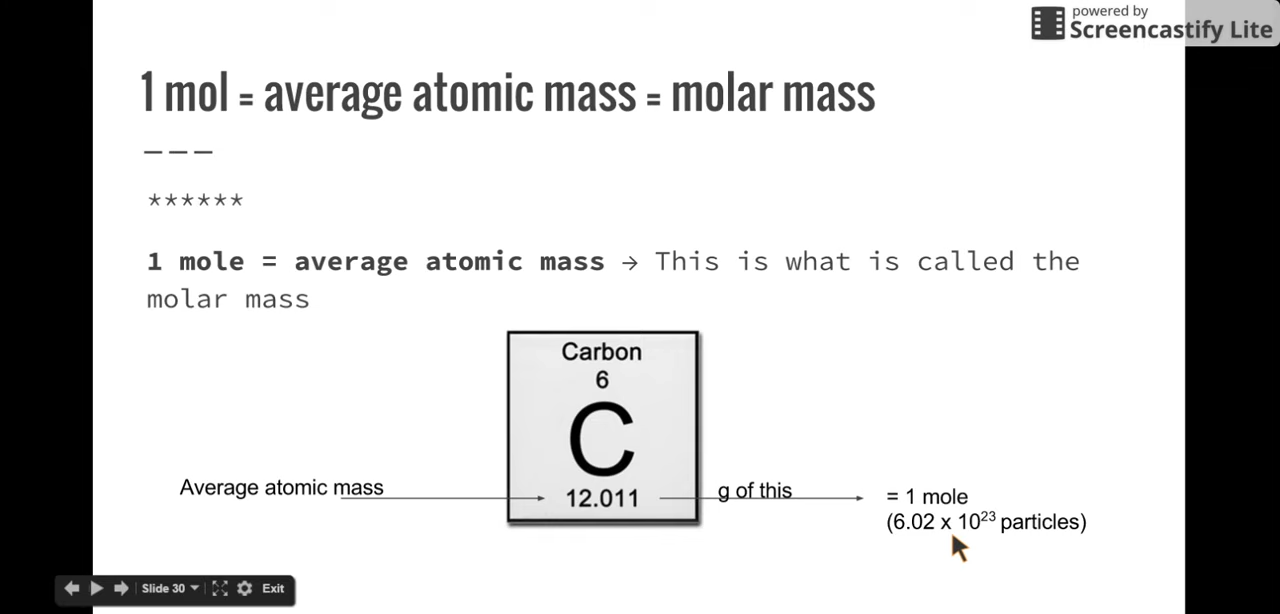 powered by
Screencastify Lite
1 mol = average atomic mass = molar mass
———
******
1 mole = average atomic mass → This is what is called the
molar mass
Carbon
6
C
Average atomic mass
12.011
g of this
= 1 mole
(6.02 x 10²³ particles)
Slide 30
Exit